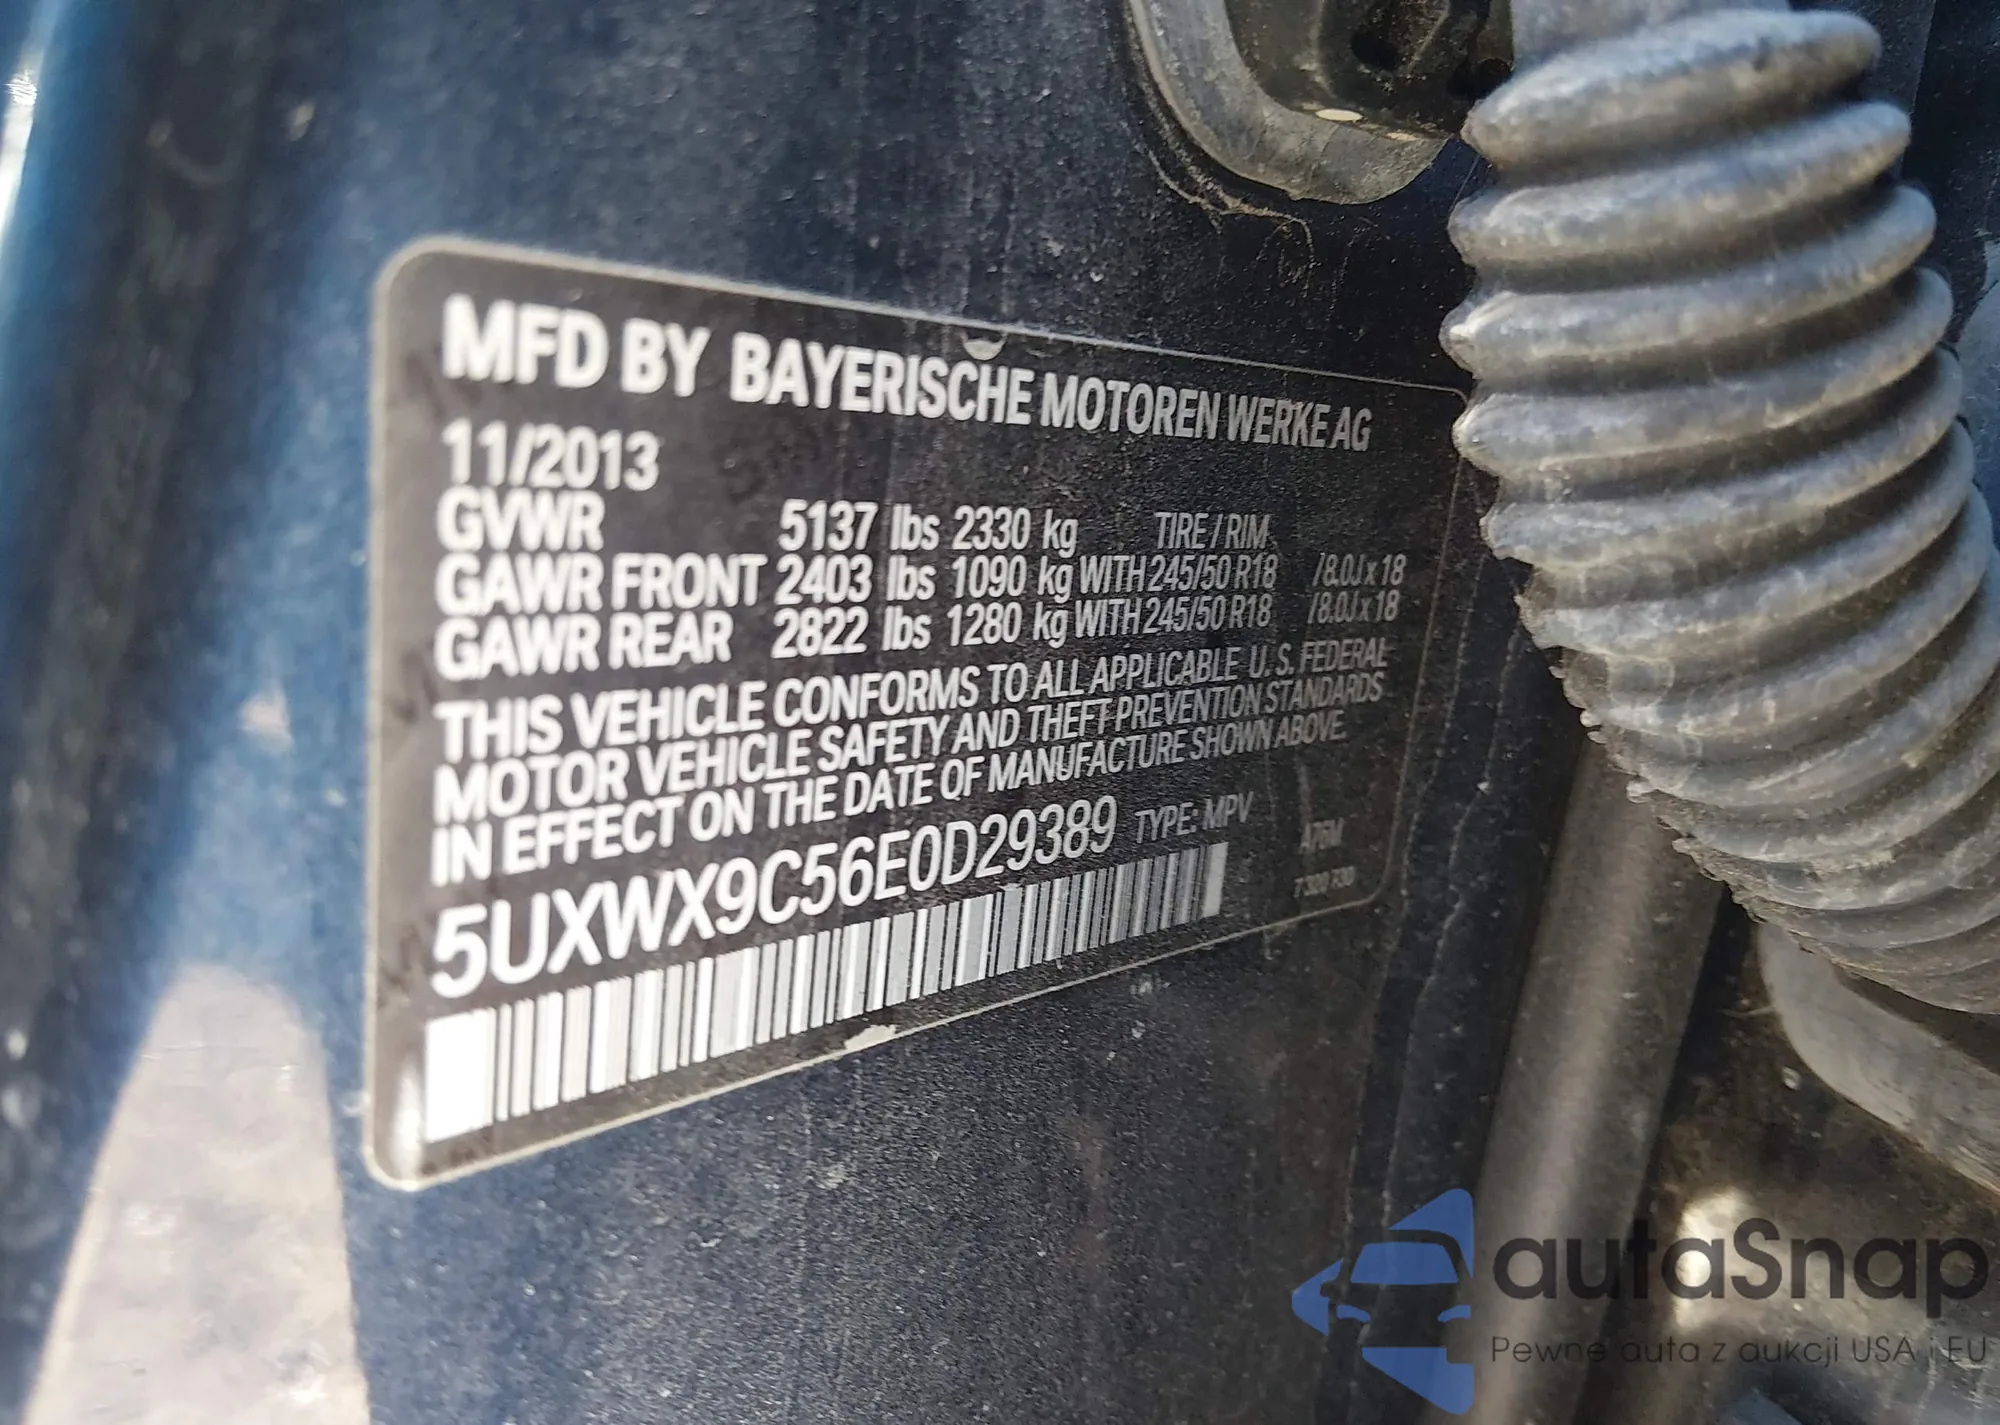 MFD BY BAYERISCHE MOTOREN WERKE AG
11/2013
GVWR 5137 lbs 2330 kg TIRE / RIM
GAWR FRONT 2403 lbs 1090 kg WITH 245/50 R18 /8.0J x 18
GAWR REAR 2822 lbs 1280 kg WITH 245/50 R18 /8.0J x 18
THIS VEHICLE CONFORMS TO ALL APPLICABLE U.S. FEDERAL
MOTOR VEHICLE SAFETY AND THEFT PREVENTION STANDARDS
IN EFFECT ON THE DATE OF MANUFACTURE SHOWN ABOVE.
5UXWX9C56E0D29389 TYPE: MPV
A76M
autaSnap
Pewne auta z aukcji USA i EU